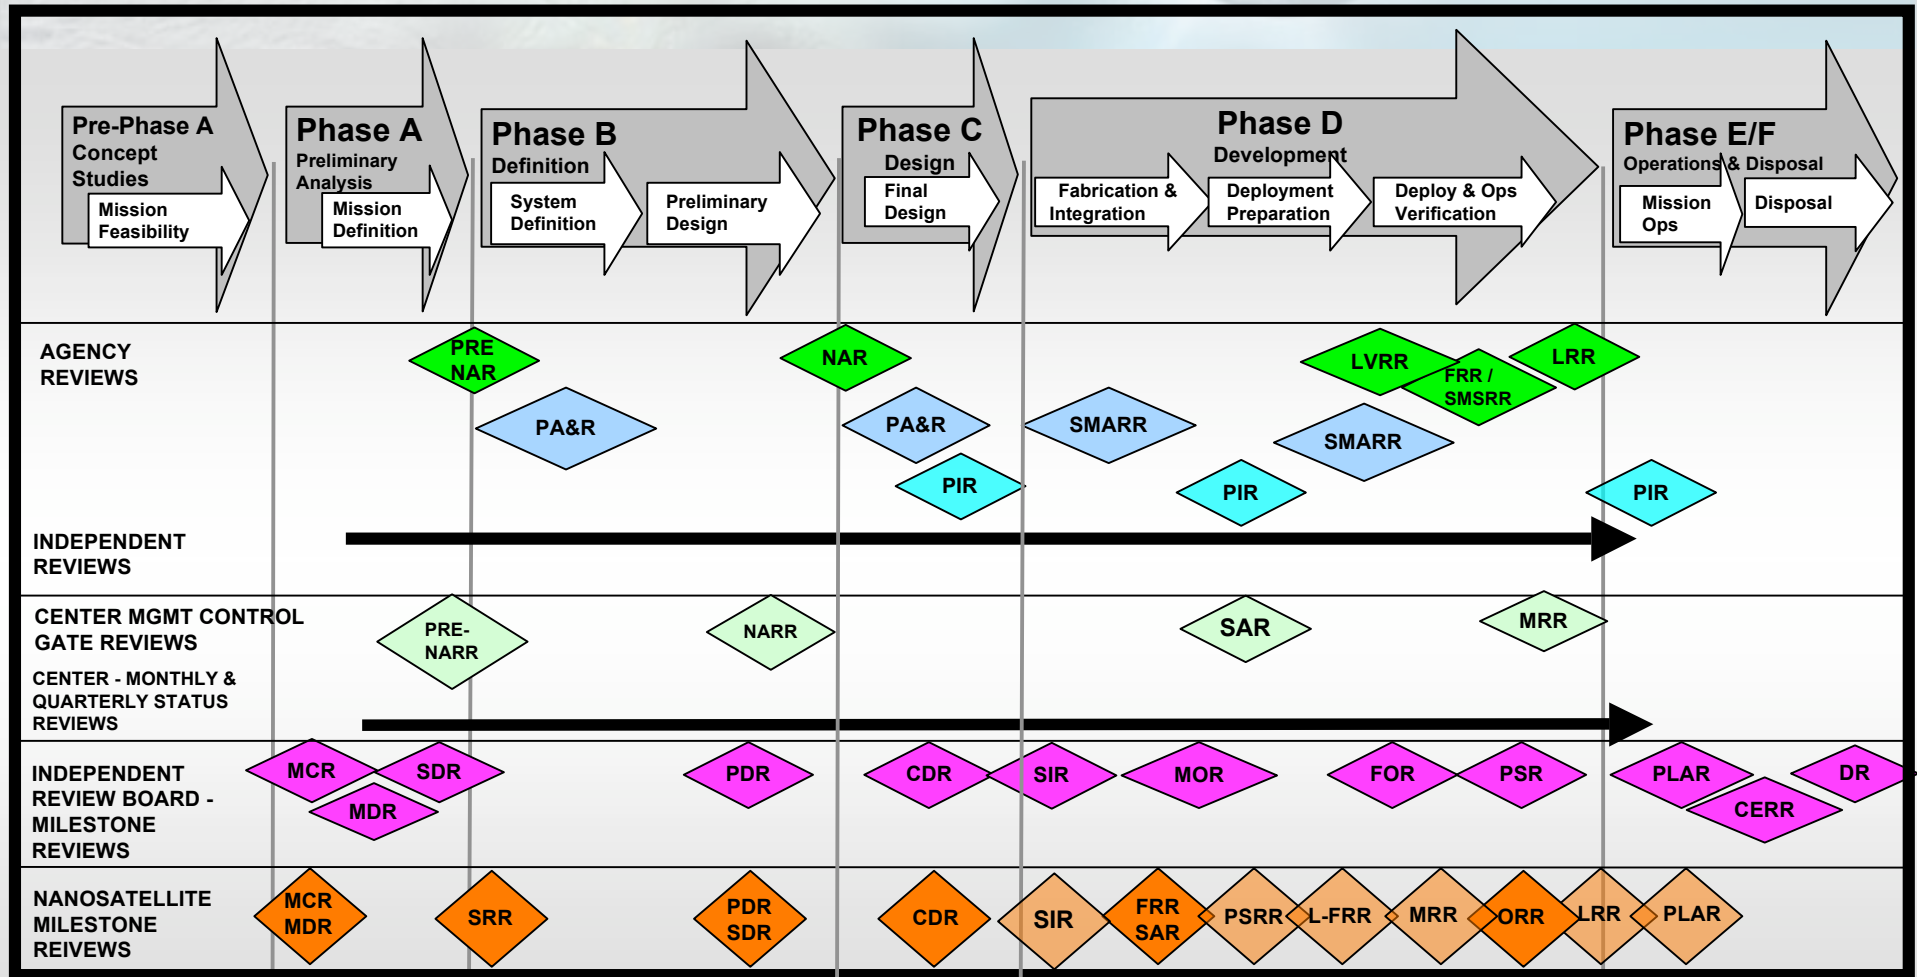 Pre-Phase A
Concept
Studies
Mission
Feasibility
Phase A
Preliminary
Analysis
Mission
Definition
Phase B
Definition
System
Definition
Preliminary
Design
Phase C
Design
Final
Design
Phase D
Development
Fabrication &
Integration
Deployment
Preparation
Deploy & Ops
Verification
Phase E/F
Operations & Disposal
Mission
Ops
Disposal
AGENCY
REVIEWS
PRE
NAR
NAR
LVRR
FRR /
SMSRR
LRR
PA&R
PA&R
SMARR
SMARR
PIR
PIR
PIR
INDEPENDENT
REVIEWS
CENTER MGMT CONTROL
GATE REVIEWS
PRE-
NARR
NARR
SAR
MRR
CENTER - MONTHLY &
QUARTERLY STATUS
REVIEWS
INDEPENDENT
REVIEW BOARD -
MILESTONE
REVIEWS
MCR
MDR
SDR
PDR
CDR
SIR
MOR
FOR
PSR
PLAR
CERR
DR
NANOSATELLITE
MILESTONE
REIVEWS
MCR
MDR
SRR
PDR
SDR
CDR
SIR
FRR
SAR
PSRR
L-FRR
MRR
ORR
LRR
PLAR